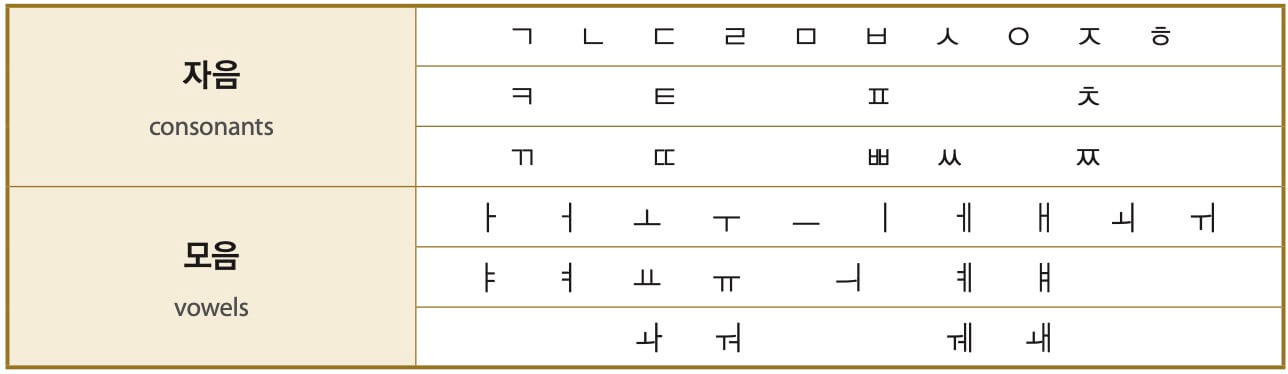 자음
consonants
ㄱ ㄴ ㄷ ㄹ ㅁ ㅂ ㅅ ㅇ ㅈ ㅎ
ㅋ ㅌ ㅍ ㅊ
ㄲ ㄸ ㅃ ㅆ ㅉ
모음
vowels
ㅏ ㅓ ㅗ ㅜ ㅡ ㅣ ㅔ ㅐ ㅚ ㅟ
ㅑ ㅕ ㅛ ㅠ ㅢ ㅖ ㅒ
ㅘ ㅝ ㅞ ㅙ